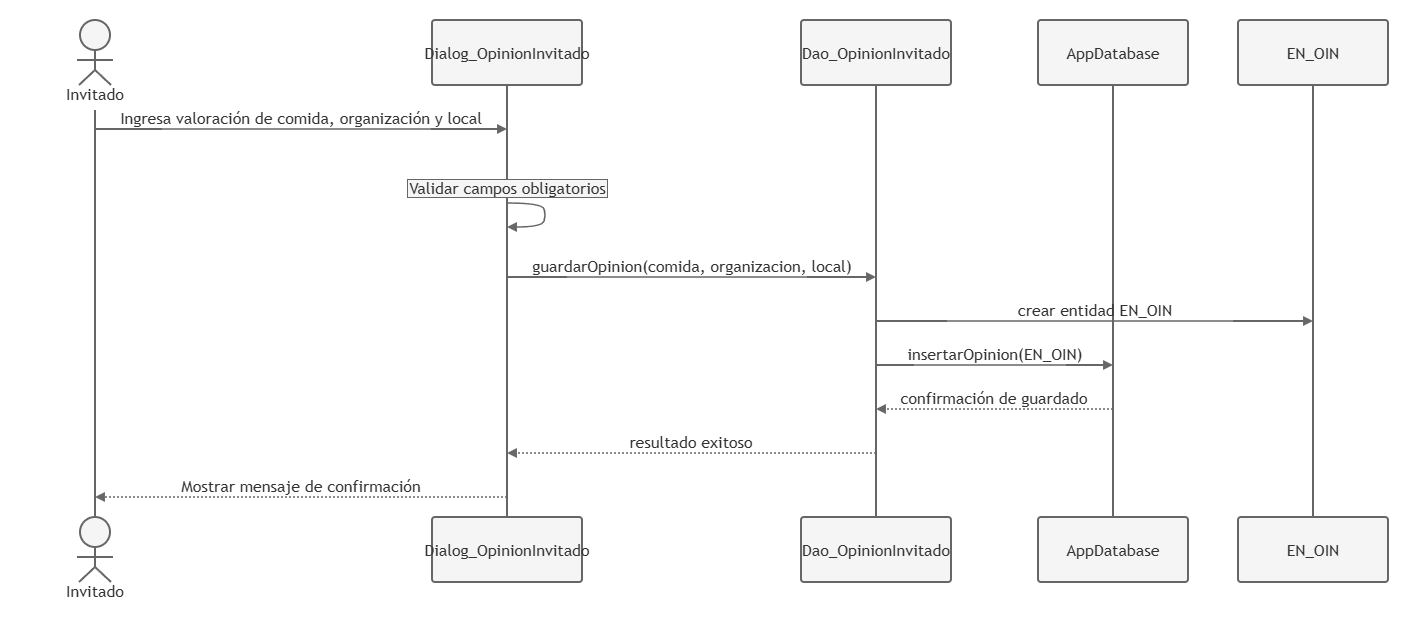 Invitado
Dialog_OpinionInvitado
Dao_OpinionInvitado
AppDatabase
EN_OIN
Ingresa valoración de comida, organización y local
Validar campos obligatorios
guardarOpinion(comida, organizacion, local)
crear entidad EN_OIN
insertarOpinion(EN_OIN)
confirmación de guardado
resultado exitoso
Mostrar mensaje de confirmación
Invitado
Dialog_OpinionInvitado
Dao_OpinionInvitado
AppDatabase
EN_OIN